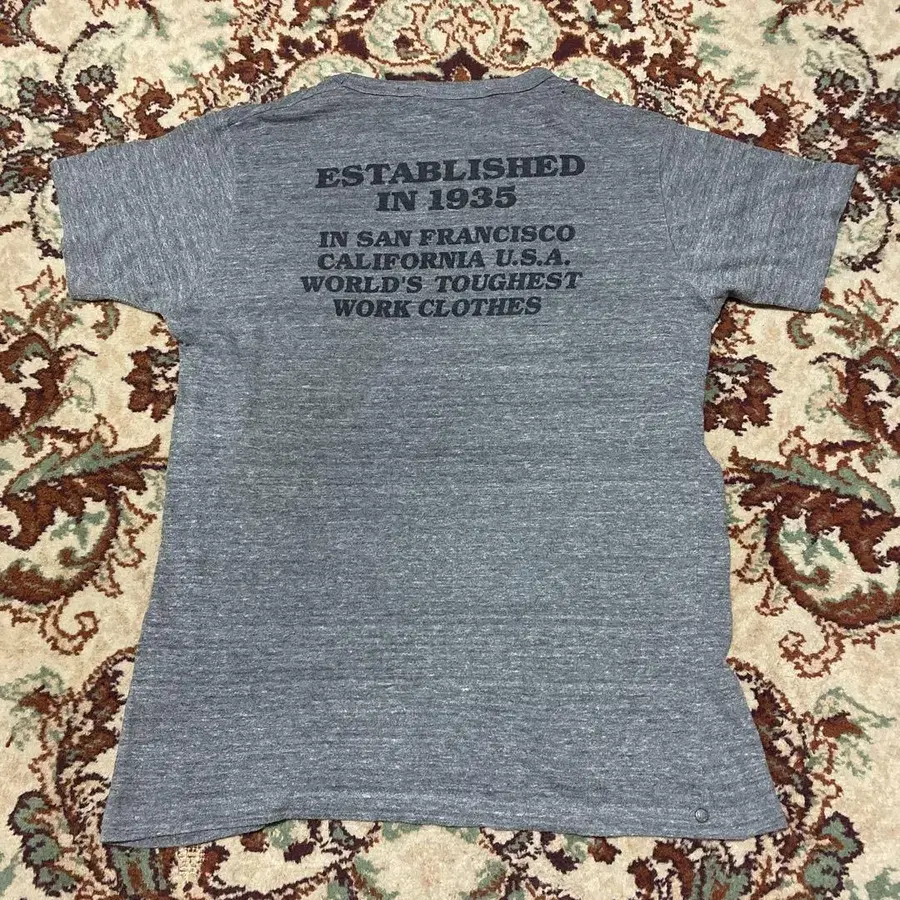 ESTABLISHED
IN 1935
IN SAN FRANCISCO
CALIFORNIA U.S.A.
WORLD'S TOUGHEST
WORK CLOTHES